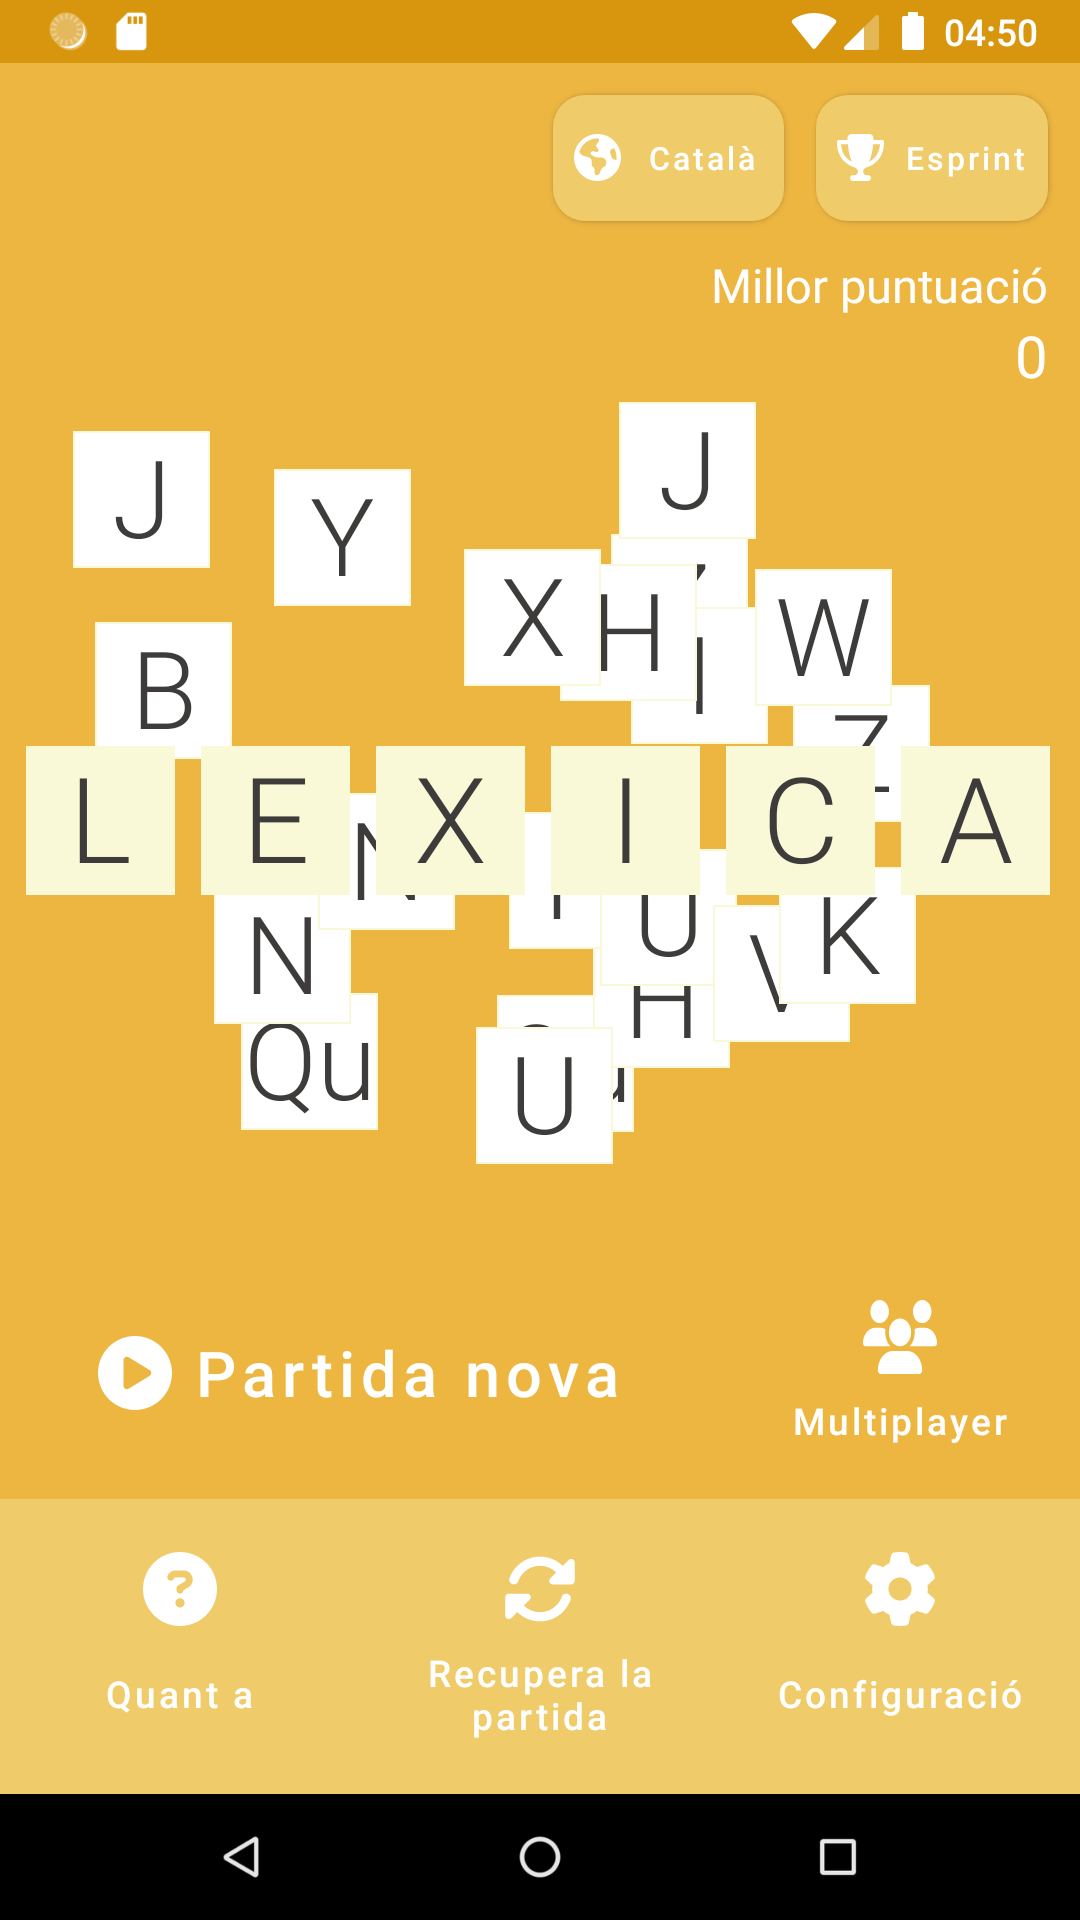 04:50
Català
Esprint
Millor puntuació
0
J
J
Y
X
H
I
W
B
Z
L E X I C A
N
N
U
K
V
H
Qu
U
Partida nova
Multiplayer
Quant a
Recupera la
partida
Configuració